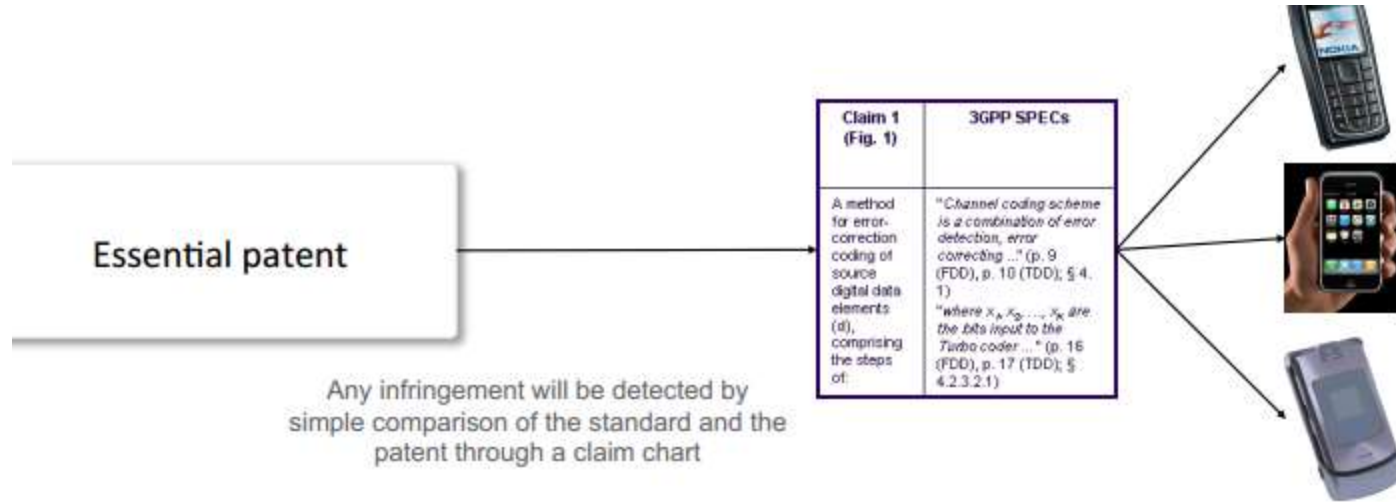 NOKIA
Claim 1
(Fig. 1)
3GPP SPECs
A method
for error-
correction
coding of
source
digital data
elements
(d),
comprising
the steps
of:
"Channel coding scheme
is a combination of error
detection, error
correcting ..." (p. 9
(FDD), p. 10 (TDD); § 4.
1)
"where x₁, x₂, ..., xₖ are
the bits input to the
Turbo coder ..." (p. 16
(FDD), p. 17 (TDD); §
4.2.3.2.1)
Essential patent
Any infringement will be detected by
simple comparison of the standard and the
patent through a claim chart